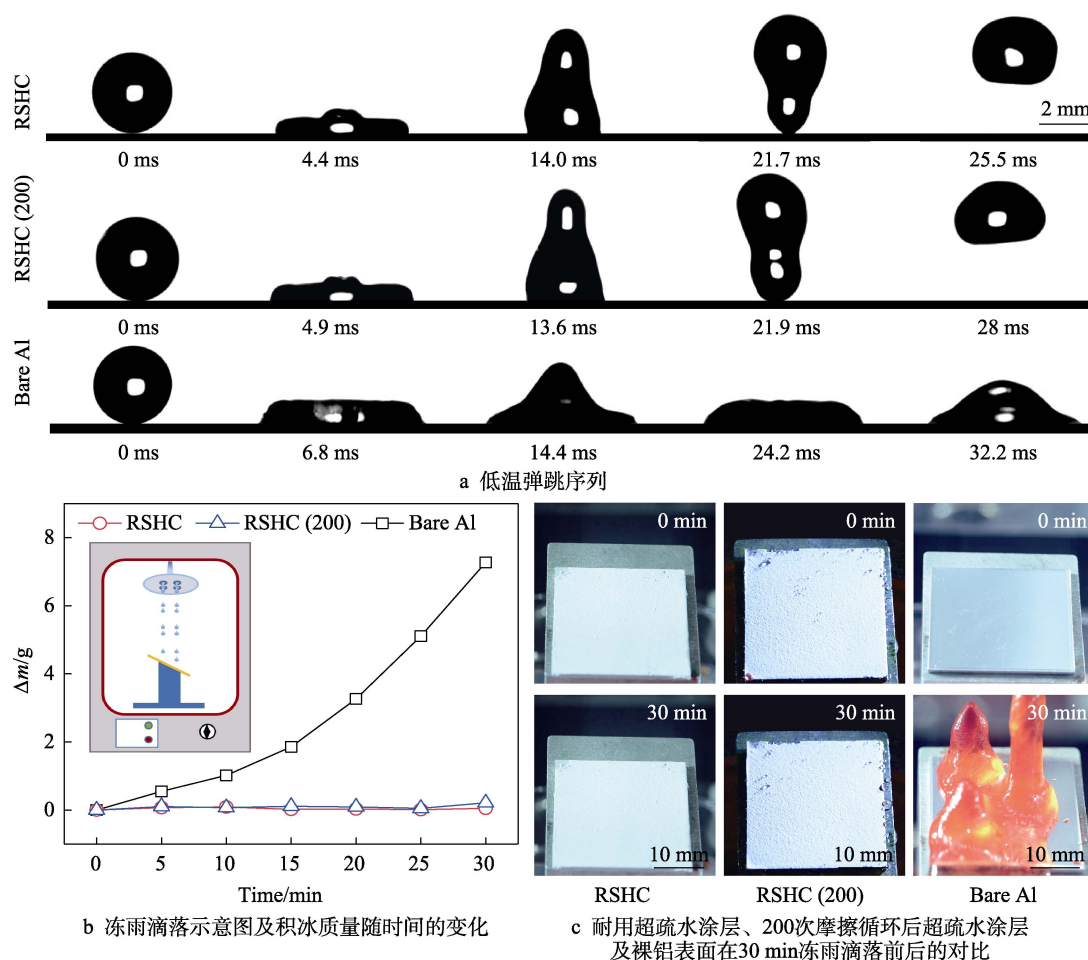 RSHC
2 mm
0 ms 4.4 ms 14.0 ms 21.7 ms 25.5 ms
RSHC (200)
0 ms 4.9 ms 13.6 ms 21.9 ms 28 ms
Bare Al
0 ms 6.8 ms 14.4 ms 24.2 ms 32.2 ms
a 低温弹跳序列
RSHC RSHC (200) Bare Al
Δm/g
8
6
4
2
0
0 5 10 15 20 25 30
Time/min
b 冻雨滴落示意图及积冰质量随时间的变化
0 min 0 min 0 min
30 min 30 min 30 min
10 mm 10 mm 10 mm
RSHC RSHC (200) Bare Al
c 耐用超疏水涂层、200次摩擦循环后超疏水涂层
及裸铝表面在30 min冻雨滴落前后的对比